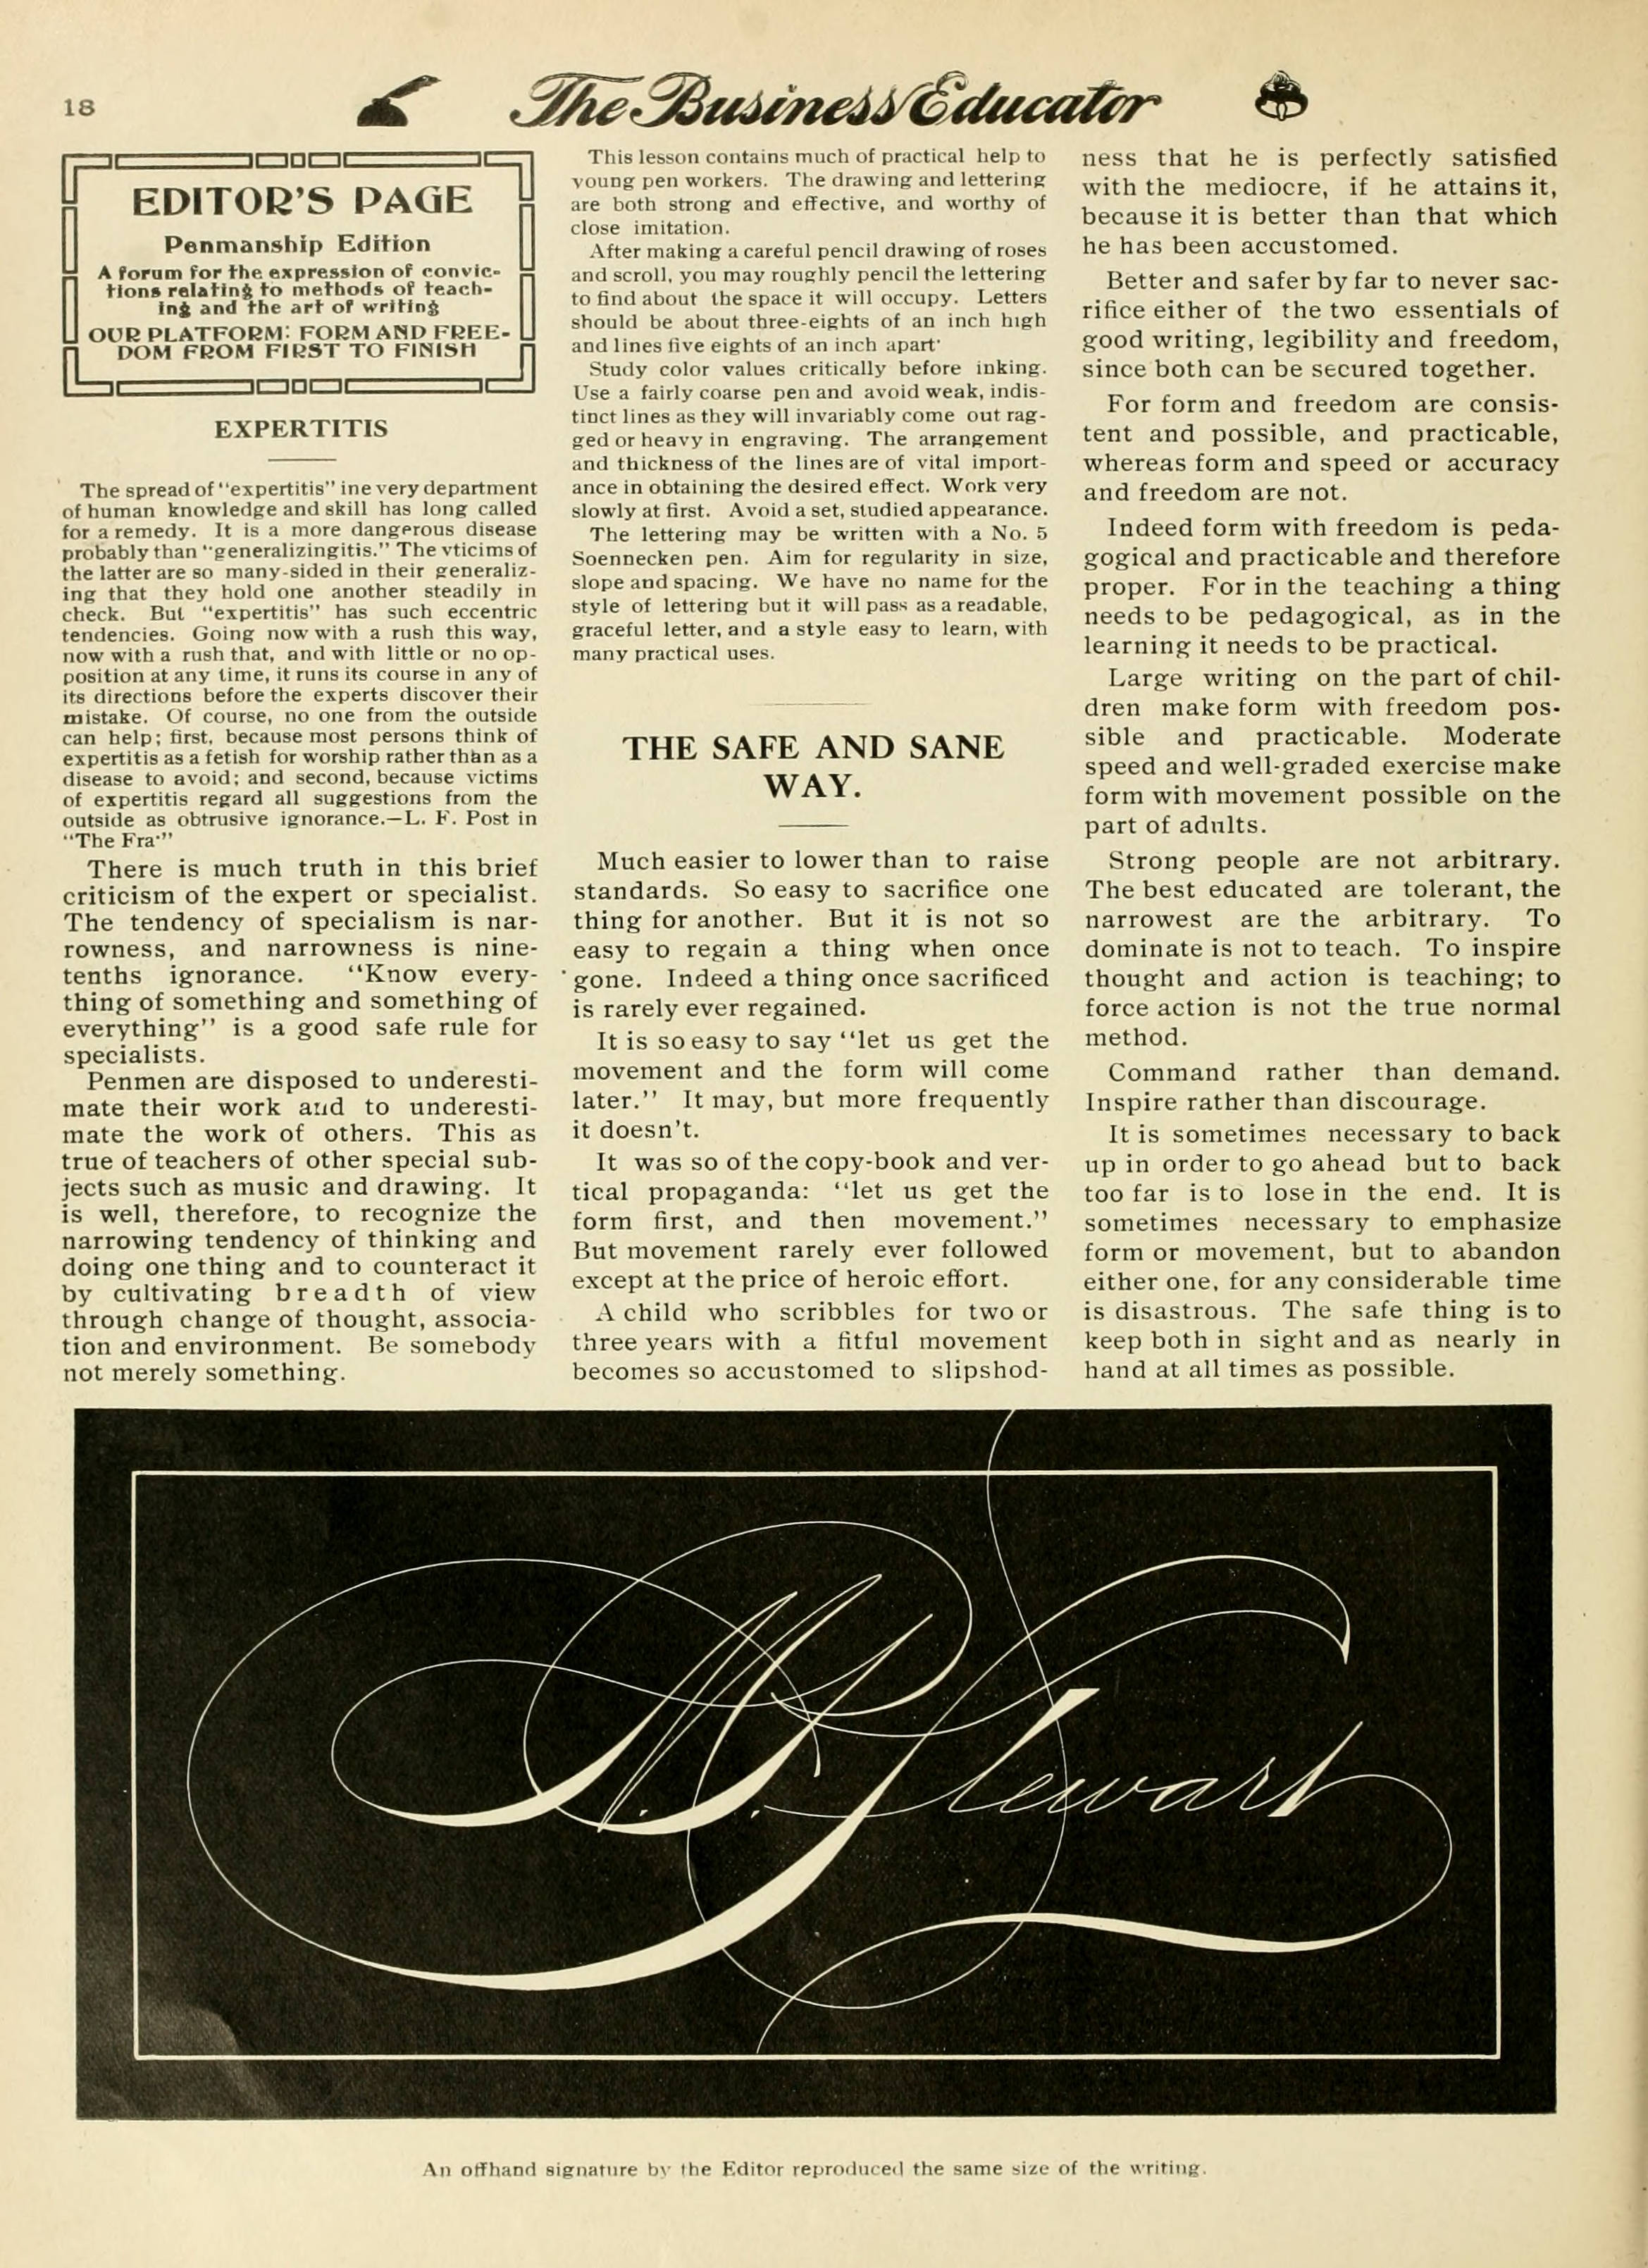 18
The Business Educator
EDITOR'S PAGE
Penmanship Edition
A forum for the expression of convic-
tions relating to methods of teach-
ing and the art of writing
OUR PLATFORM: FORM AND FREE-
DOM FROM FIRST TO FINISH
EXPERTITIS
The spread of "expertitis" ine very department
of human knowledge and skill has long called
for a remedy. It is a more dangerous disease
probably than "generalizingitis." The vticims of
the latter are so many-sided in their generaliz-
ing that they hold one another steadily in
check. But "expertitis" has such eccentric
tendencies. Going now with a rush this way,
now with a rush that, and with little or no op-
position at any time, it runs its course in any of
its directions before the experts discover their
mistake. Of course, no one from the outside
can help; first, because most persons think of
expertitis as a fetish for worship rather than as a
disease to avoid; and second, because victims
of expertitis regard all suggestions from the
outside as obtrusive ignorance.—L. F. Post in
"The Fra·"
There is much truth in this brief
criticism of the expert or specialist.
The tendency of specialism is nar-
rowness, and narrowness is nine-
tenths ignorance. "Know every-
thing of something and something of
everything" is a good safe rule for
specialists.
Penmen are disposed to underesti-
mate their work and to underesti-
mate the work of others. This as
true of teachers of other special sub-
jects such as music and drawing. It
is well, therefore, to recognize the
narrowing tendency of thinking and
doing one thing and to counteract it
by cultivating breadth of view
through change of thought, associa-
tion and environment. Be somebody
not merely something.
This lesson contains much of practical help to
young pen workers. The drawing and lettering
are both strong and effective, and worthy of
close imitation.
After making a careful pencil drawing of roses
and scroll, you may roughly pencil the lettering
to find about the space it will occupy. Letters
should be about three-eights of an inch high
and lines five eights of an inch apart·
Study color values critically before inking.
Use a fairly coarse pen and avoid weak, indis-
tinct lines as they will invariably come out rag-
ged or heavy in engraving. The arrangement
and thickness of the lines are of vital import-
ance in obtaining the desired effect. Work very
slowly at first. Avoid a set, studied appearance.
The lettering may be written with a No. 5
Soennecken pen. Aim for regularity in size,
slope and spacing. We have no name for the
style of lettering but it will pass as a readable,
graceful letter, and a style easy to learn, with
many practical uses.
THE SAFE AND SANE
WAY.
Much easier to lower than to raise
standards. So easy to sacrifice one
thing for another. But it is not so
easy to regain a thing when once
gone. Indeed a thing once sacrificed
is rarely ever regained.
It is so easy to say "let us get the
movement and the form will come
later." It may, but more frequently
it doesn't.
It was so of the copy-book and ver-
tical propaganda: "let us get the
form first, and then movement."
But movement rarely ever followed
except at the price of heroic effort.
A child who scribbles for two or
three years with a fitful movement
becomes so accustomed to slipshod-
ness that he is perfectly satisfied
with the mediocre, if he attains it,
because it is better than that which
he has been accustomed.
Better and safer by far to never sac-
rifice either of the two essentials of
good writing, legibility and freedom,
since both can be secured together.
For form and freedom are consis-
tent and possible, and practicable,
whereas form and speed or accuracy
and freedom are not.
Indeed form with freedom is peda-
gogical and practicable and therefore
proper. For in the teaching a thing
needs to be pedagogical, as in the
learning it needs to be practical.
Large writing on the part of chil-
dren make form with freedom pos-
sible and practicable. Moderate
speed and well-graded exercise make
form with movement possible on the
part of adults.
Strong people are not arbitrary.
The best educated are tolerant, the
narrowest are the arbitrary. To
dominate is not to teach. To inspire
thought and action is teaching; to
force action is not the true normal
method.
Command rather than demand.
Inspire rather than discourage.
It is sometimes necessary to back
up in order to go ahead but to back
too far is to lose in the end. It is
sometimes necessary to emphasize
form or movement, but to abandon
either one, for any considerable time
is disastrous. The safe thing is to
keep both in sight and as nearly in
hand at all times as possible.
Stewart
An offhand signature by the Editor reproduced the same size of the writing.